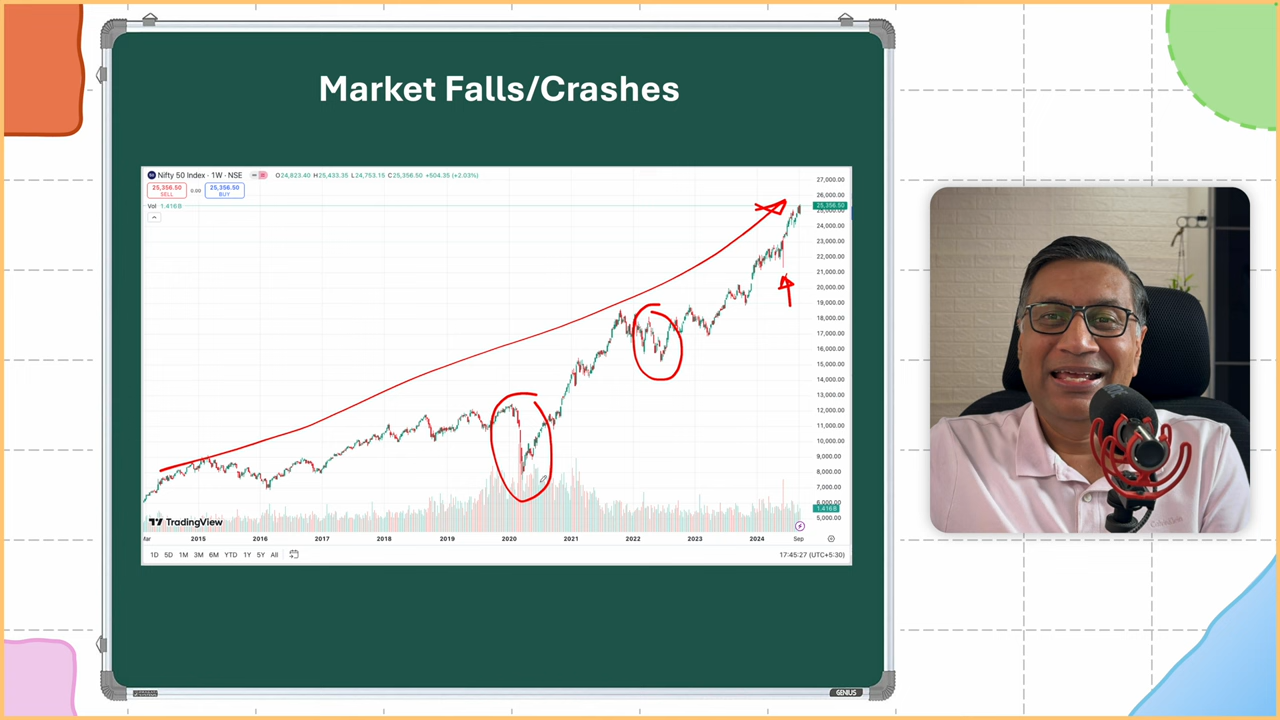 Market Falls/Crashes
Nifty 50 Index · 1W · NSE O24,823.40 H25,433.35 L24,753.15 C25,356.50 +504.35 (+2.03%)
25,356.50 SELL 0.00 25,356.50 BUY
Vol 1.416B
27,000.00
26,000.00
25,356.50
25,000.00
24,000.00
23,000.00
22,000.00
21,000.00
20,000.00
19,000.00
18,000.00
17,000.00
16,000.00
14,000.00
12,000.00
11,000.00
10,000.00
9,000.00
8,000.00
7,000.00
6,000.00
1.416B
5,000.00
TradingView
Mar 2015 2016 2017 2018 2019 2020 2021 2022 2023 2024 Sep
1D 5D 1M 3M 6M YTD 1Y 5Y All 17:45:27 (UTC+5:30)
GENIUS